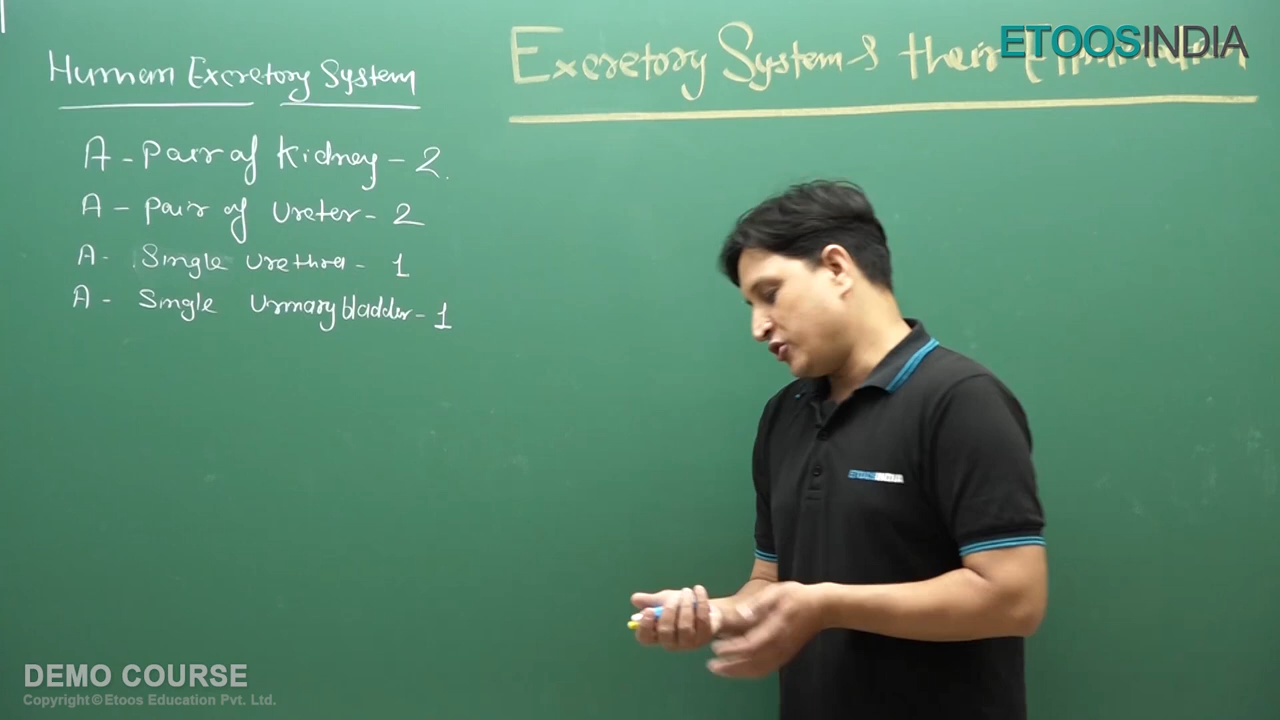 Human Excretory System
A - Pair of Kidney - 2.
A - Pair of Ureter - 2
A - Single Urethra - 1
A - Single Urinary bladder - 1
Excretory System & their
ETOOSINDIA
DEMO COURSE
Copyright©Etoos Education Pvt. Ltd.